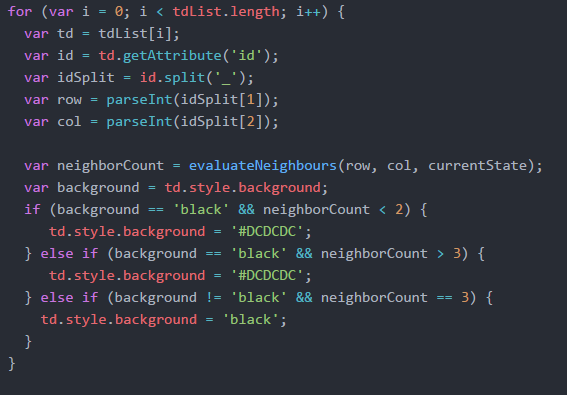 for (var i = 0; i < tdList.length; i++) {
  var td = tdList[i];
  var id = td.getAttribute('id');
  var idSplit = id.split('_');
  var row = parseInt(idSplit[1]);
  var col = parseInt(idSplit[2]);

  var neighborCount = evaluateNeighbours(row, col, currentState);
  var background = td.style.background;
  if (background == 'black' && neighborCount < 2) {
     td.style.background = '#DCDCDC';
  } else if (background == 'black' && neighborCount > 3) {
     td.style.background = '#DCDCDC';
  } else if (background != 'black' && neighborCount == 3) {
    td.style.background = 'black';
  }
}